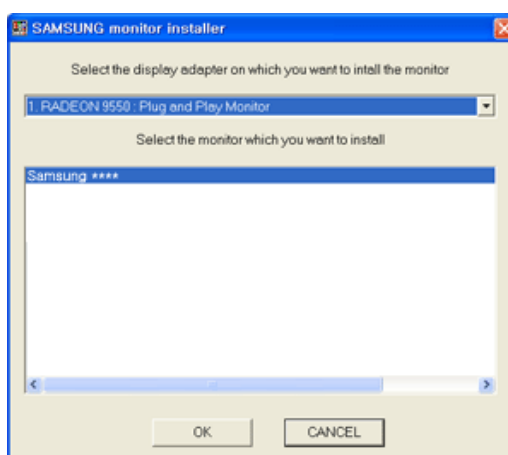 SAMSUNG monitor installer
Select the display adapter on which you want to intall the monitor
1. RADEON 9550 : Plug and Play Monitor
Select the monitor which you want to install
Samsung ****
OK CANCEL